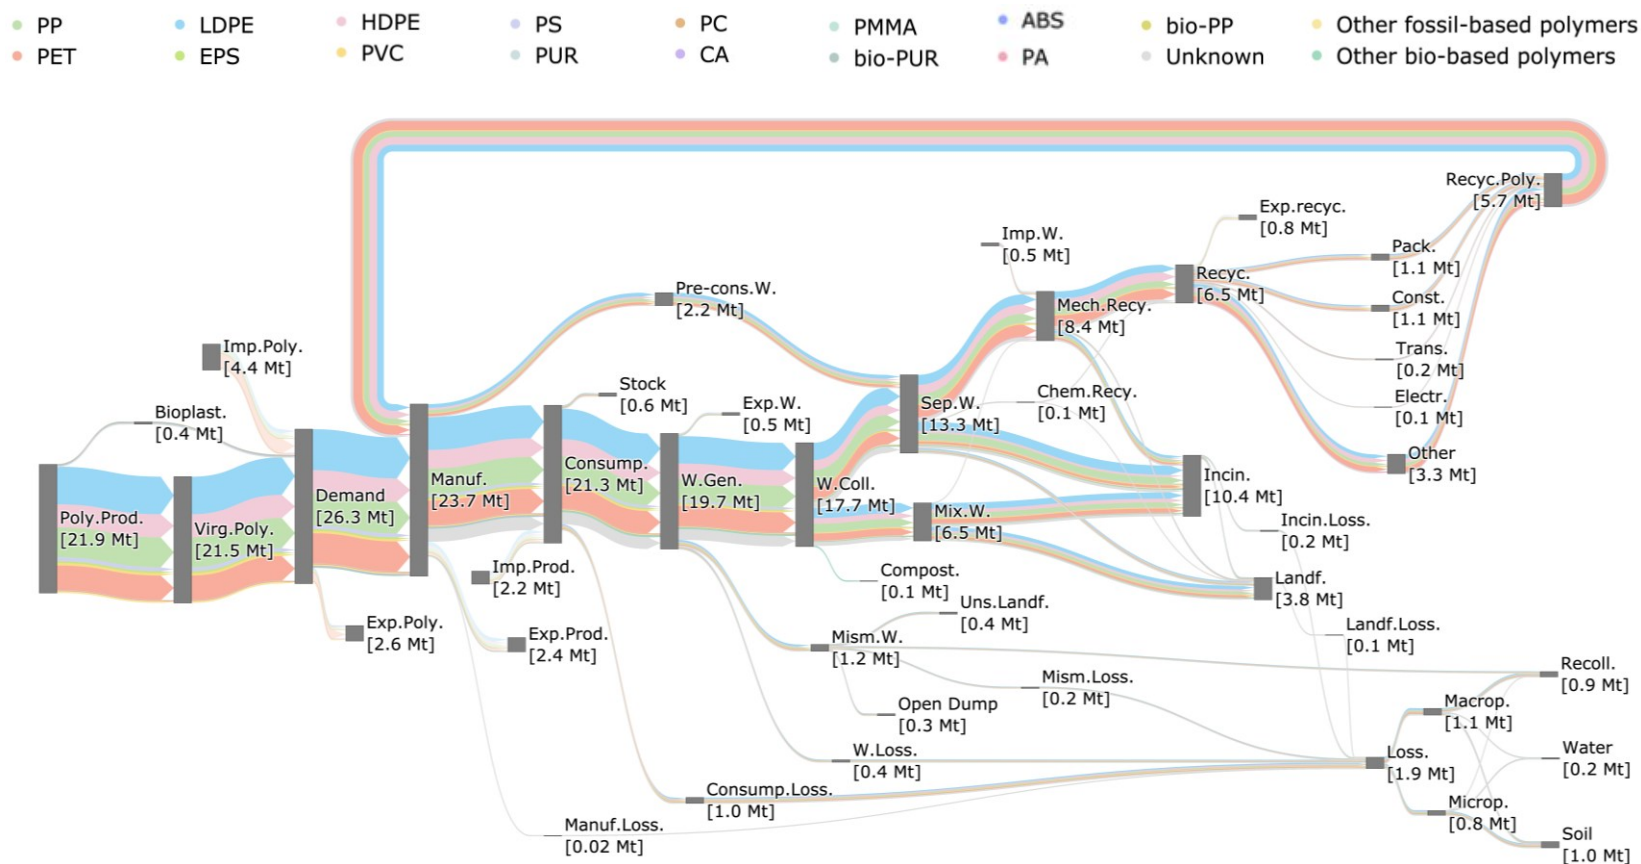 PP
LDPE
HDPE
PS
PC
PMMA
ABS
bio-PP
Other fossil-based polymers
PET
EPS
PVC
PUR
CA
bio-PUR
PA
Unknown
Other bio-based polymers
Recyc.Poly.
[5.7 Mt]
Exp.recyc.
[0.8 Mt]
Imp.W.
[0.5 Mt]
Pack.
[1.1 Mt]
Recyc.
[6.5 Mt]
Pre-cons.W.
[2.2 Mt]
Mech.Recy.
[8.4 Mt]
Const.
[1.1 Mt]
Imp.Poly.
[4.4 Mt]
Trans.
[0.2 Mt]
Stock
[0.6 Mt]
Chem.Recy.
[0.1 Mt]
Electr.
[0.1 Mt]
Bioplast.
[0.4 Mt]
Exp.W.
[0.5 Mt]
Sep.W.
[13.3 Mt]
Other
[3.3 Mt]
Consump.
[21.3 Mt]
Manuf.
[23.7 Mt]
W.Gen.
[19.7 Mt]
W.Coll.
[17.7 Mt]
Incin.
[10.4 Mt]
Demand
[26.3 Mt]
Mix.W.
[6.5 Mt]
Poly.Prod.
[21.9 Mt]
Virg.Poly.
[21.5 Mt]
Incin.Loss.
[0.2 Mt]
Imp.Prod.
[2.2 Mt]
Compost.
[0.1 Mt]
Landf.
[3.8 Mt]
Uns.Landf.
[0.4 Mt]
Exp.Poly.
[2.6 Mt]
Exp.Prod.
[2.4 Mt]
Mism.W.
[1.2 Mt]
Landf.Loss.
[0.1 Mt]
Recoll.
[0.9 Mt]
Mism.Loss.
[0.2 Mt]
Open Dump
[0.3 Mt]
Macrop.
[1.1 Mt]
W.Loss.
[0.4 Mt]
Loss.
[1.9 Mt]
Water
[0.2 Mt]
Consump.Loss.
[1.0 Mt]
Microp.
[0.8 Mt]
Manuf.Loss.
[0.02 Mt]
Soil
[1.0 Mt]